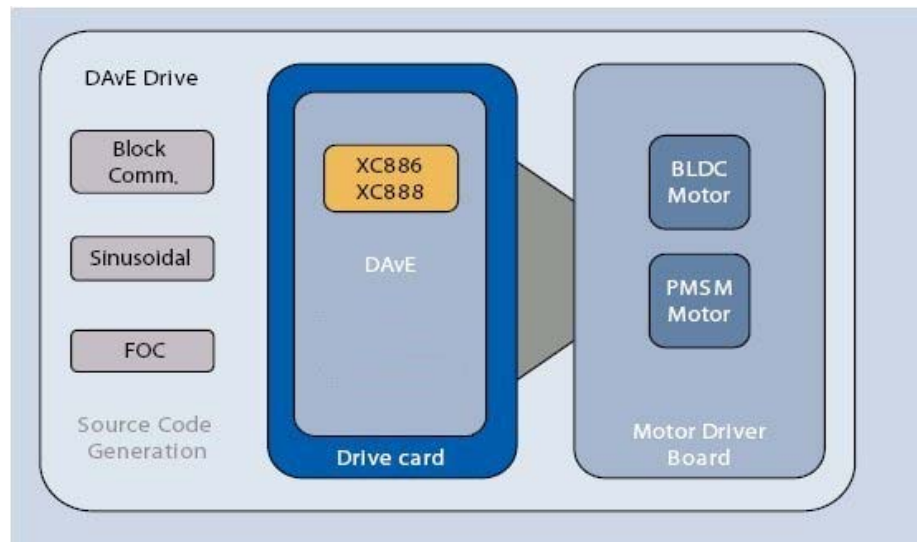 DAvE Drive
Block
Comm.
Sinusoidal
FOC
Source Code
Generation
XC886
XC888
DAvE
Drive card
BLDC
Motor
PMSM
Motor
Motor Driver
Board